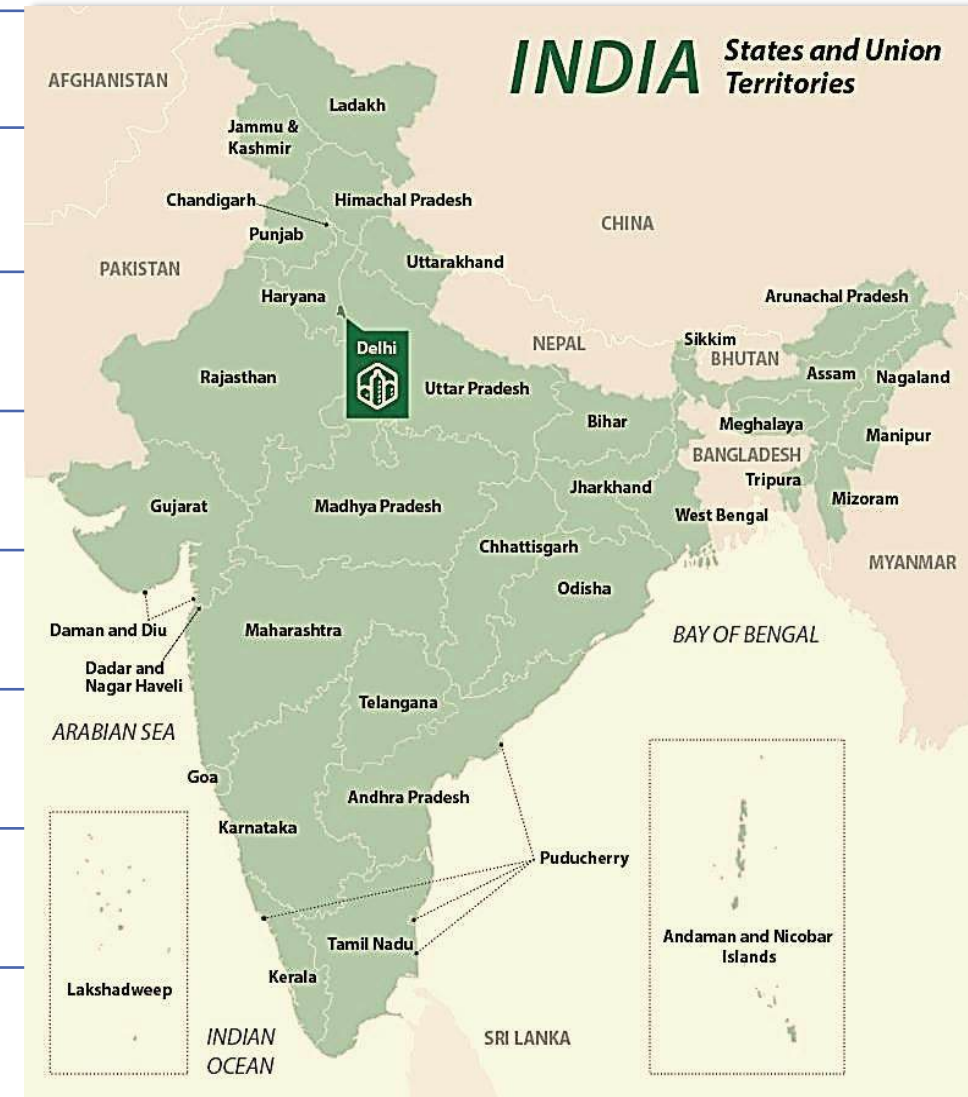 INDIA
States and Union
Territories
AFGHANISTAN
Ladakh
Jammu &
Kashmir
Chandigarh
Himachal Pradesh
CHINA
Punjab
PAKISTAN
Uttarakhand
Haryana
Arunachal Pradesh
NEPAL
Sikkim
BHUTAN
Delhi
Rajasthan
Uttar Pradesh
Assam
Nagaland
Bihar
Meghalaya
Manipur
BANGLADESH
Tripura
Jharkhand
Mizoram
Gujarat
Madhya Pradesh
West Bengal
Chhattisgarh
MYANMAR
Odisha
Daman and Diu
Maharashtra
BAY OF BENGAL
Dadar and
Nagar Haveli
Telangana
ARABIAN SEA
Goa
Andhra Pradesh
Karnataka
Puducherry
Tamil Nadu
Andaman and Nicobar
Islands
Kerala
Lakshadweep
INDIAN
OCEAN
SRI LANKA